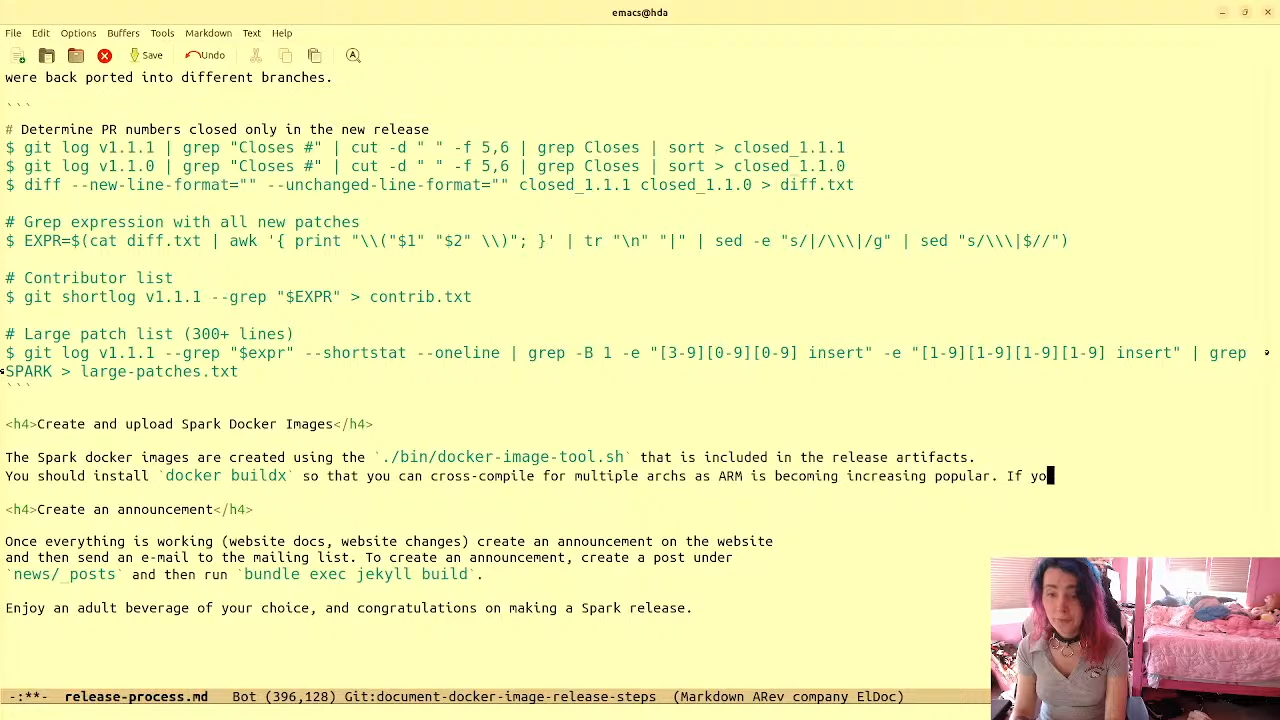 emacs@hda
File Edit Options Buffers Tools Markdown Text Help
Save Undo
were back ported into different branches.
```
# Determine PR numbers closed only in the new release
$ git log v1.1.1 | grep "Closes #" | cut -d " " -f 5,6 | grep Closes | sort > closed_1.1.1
$ git log v1.1.0 | grep "Closes #" | cut -d " " -f 5,6 | grep Closes | sort > closed_1.1.0
$ diff --new-line-format="" --unchanged-line-format="" closed_1.1.1 closed_1.1.0 > diff.txt
# Grep expression with all new patches
$ EXPR=$(cat diff.txt | awk '{ print "\\("$1" "$2" \\)"; }' | tr "\n" "|" | sed -e "s/|/\\\|/g" | sed "s/\\\|$//")
# Contributor list
$ git shortlog v1.1.1 --grep "$EXPR" > contrib.txt
# Large patch list (300+ lines)
$ git log v1.1.1 --grep "$expr" --shortstat --oneline | grep -B 1 -e "[3-9][0-9][0-9] insert" -e "[1-9][1-9][1-9][1-9] insert" | grep
SPARK > large-patches.txt
```
<h4>Create and upload Spark Docker Images</h4>
The Spark docker images are created using the `./bin/docker-image-tool.sh` that is included in the release artifacts.
You should install `docker buildx` so that you can cross-compile for multiple archs as ARM is becoming increasing popular. If yo
<h4>Create an announcement</h4>
Once everything is working (website docs, website changes) create an announcement on the website
and then send an e-mail to the mailing list. To create an announcement, create a post under
`news/_posts` and then run `bundle exec jekyll build`.
Enjoy an adult beverage of your choice, and congratulations on making a Spark release.
-:**- release-process.md Bot (396,128) Git:document-docker-image-release-steps (Markdown ARev company ElDoc)